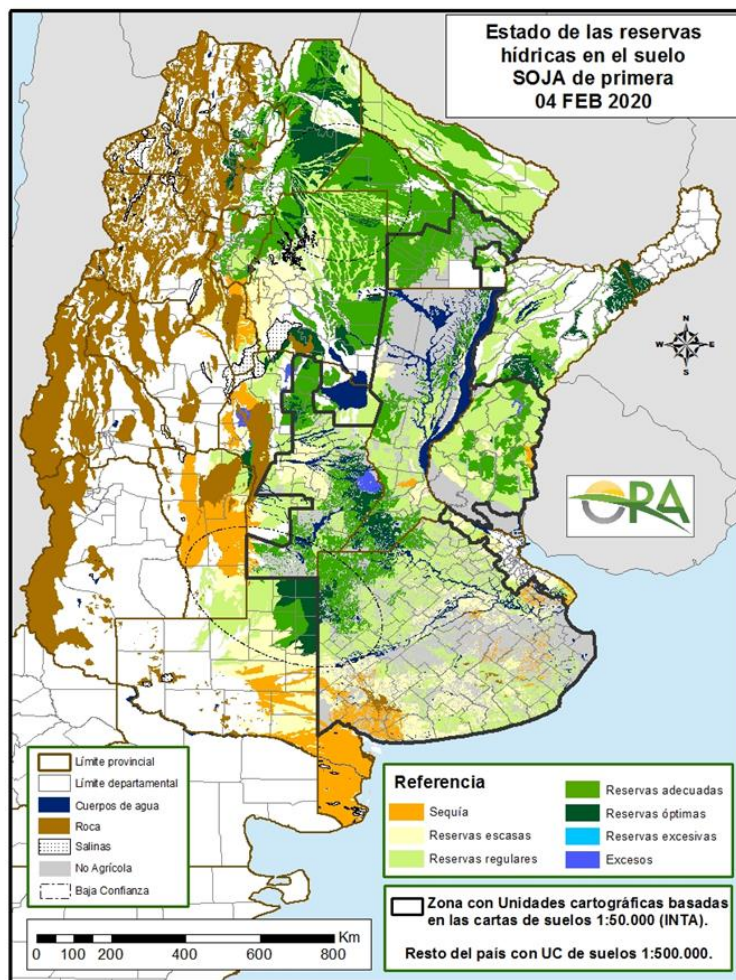 Estado de las reservas
hídricas en el suelo
SOJA de primera
04 FEB 2020
N
W
E
S
ORA
Límite provincial
Límite departamental
Cuerpos de agua
Roca
Salinas
No Agrícola
Baja Confianza
Referencia
Sequía
Reservas escasas
Reservas regulares
Reservas adecuadas
Reservas óptimas
Reservas excesivas
Excesos
Zona con Unidades cartográficas basadas
en las cartas de suelos 1:50.000 (INTA).
Resto del país con UC de suelos 1:500.000.
Km
0 100 200 400 600 800